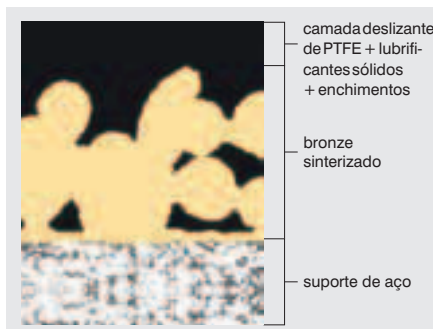 camada deslizante
de PTFE + lubrifi-
cantes sólidos
+ enchimentos
bronze
sinterizado
suporte de aço